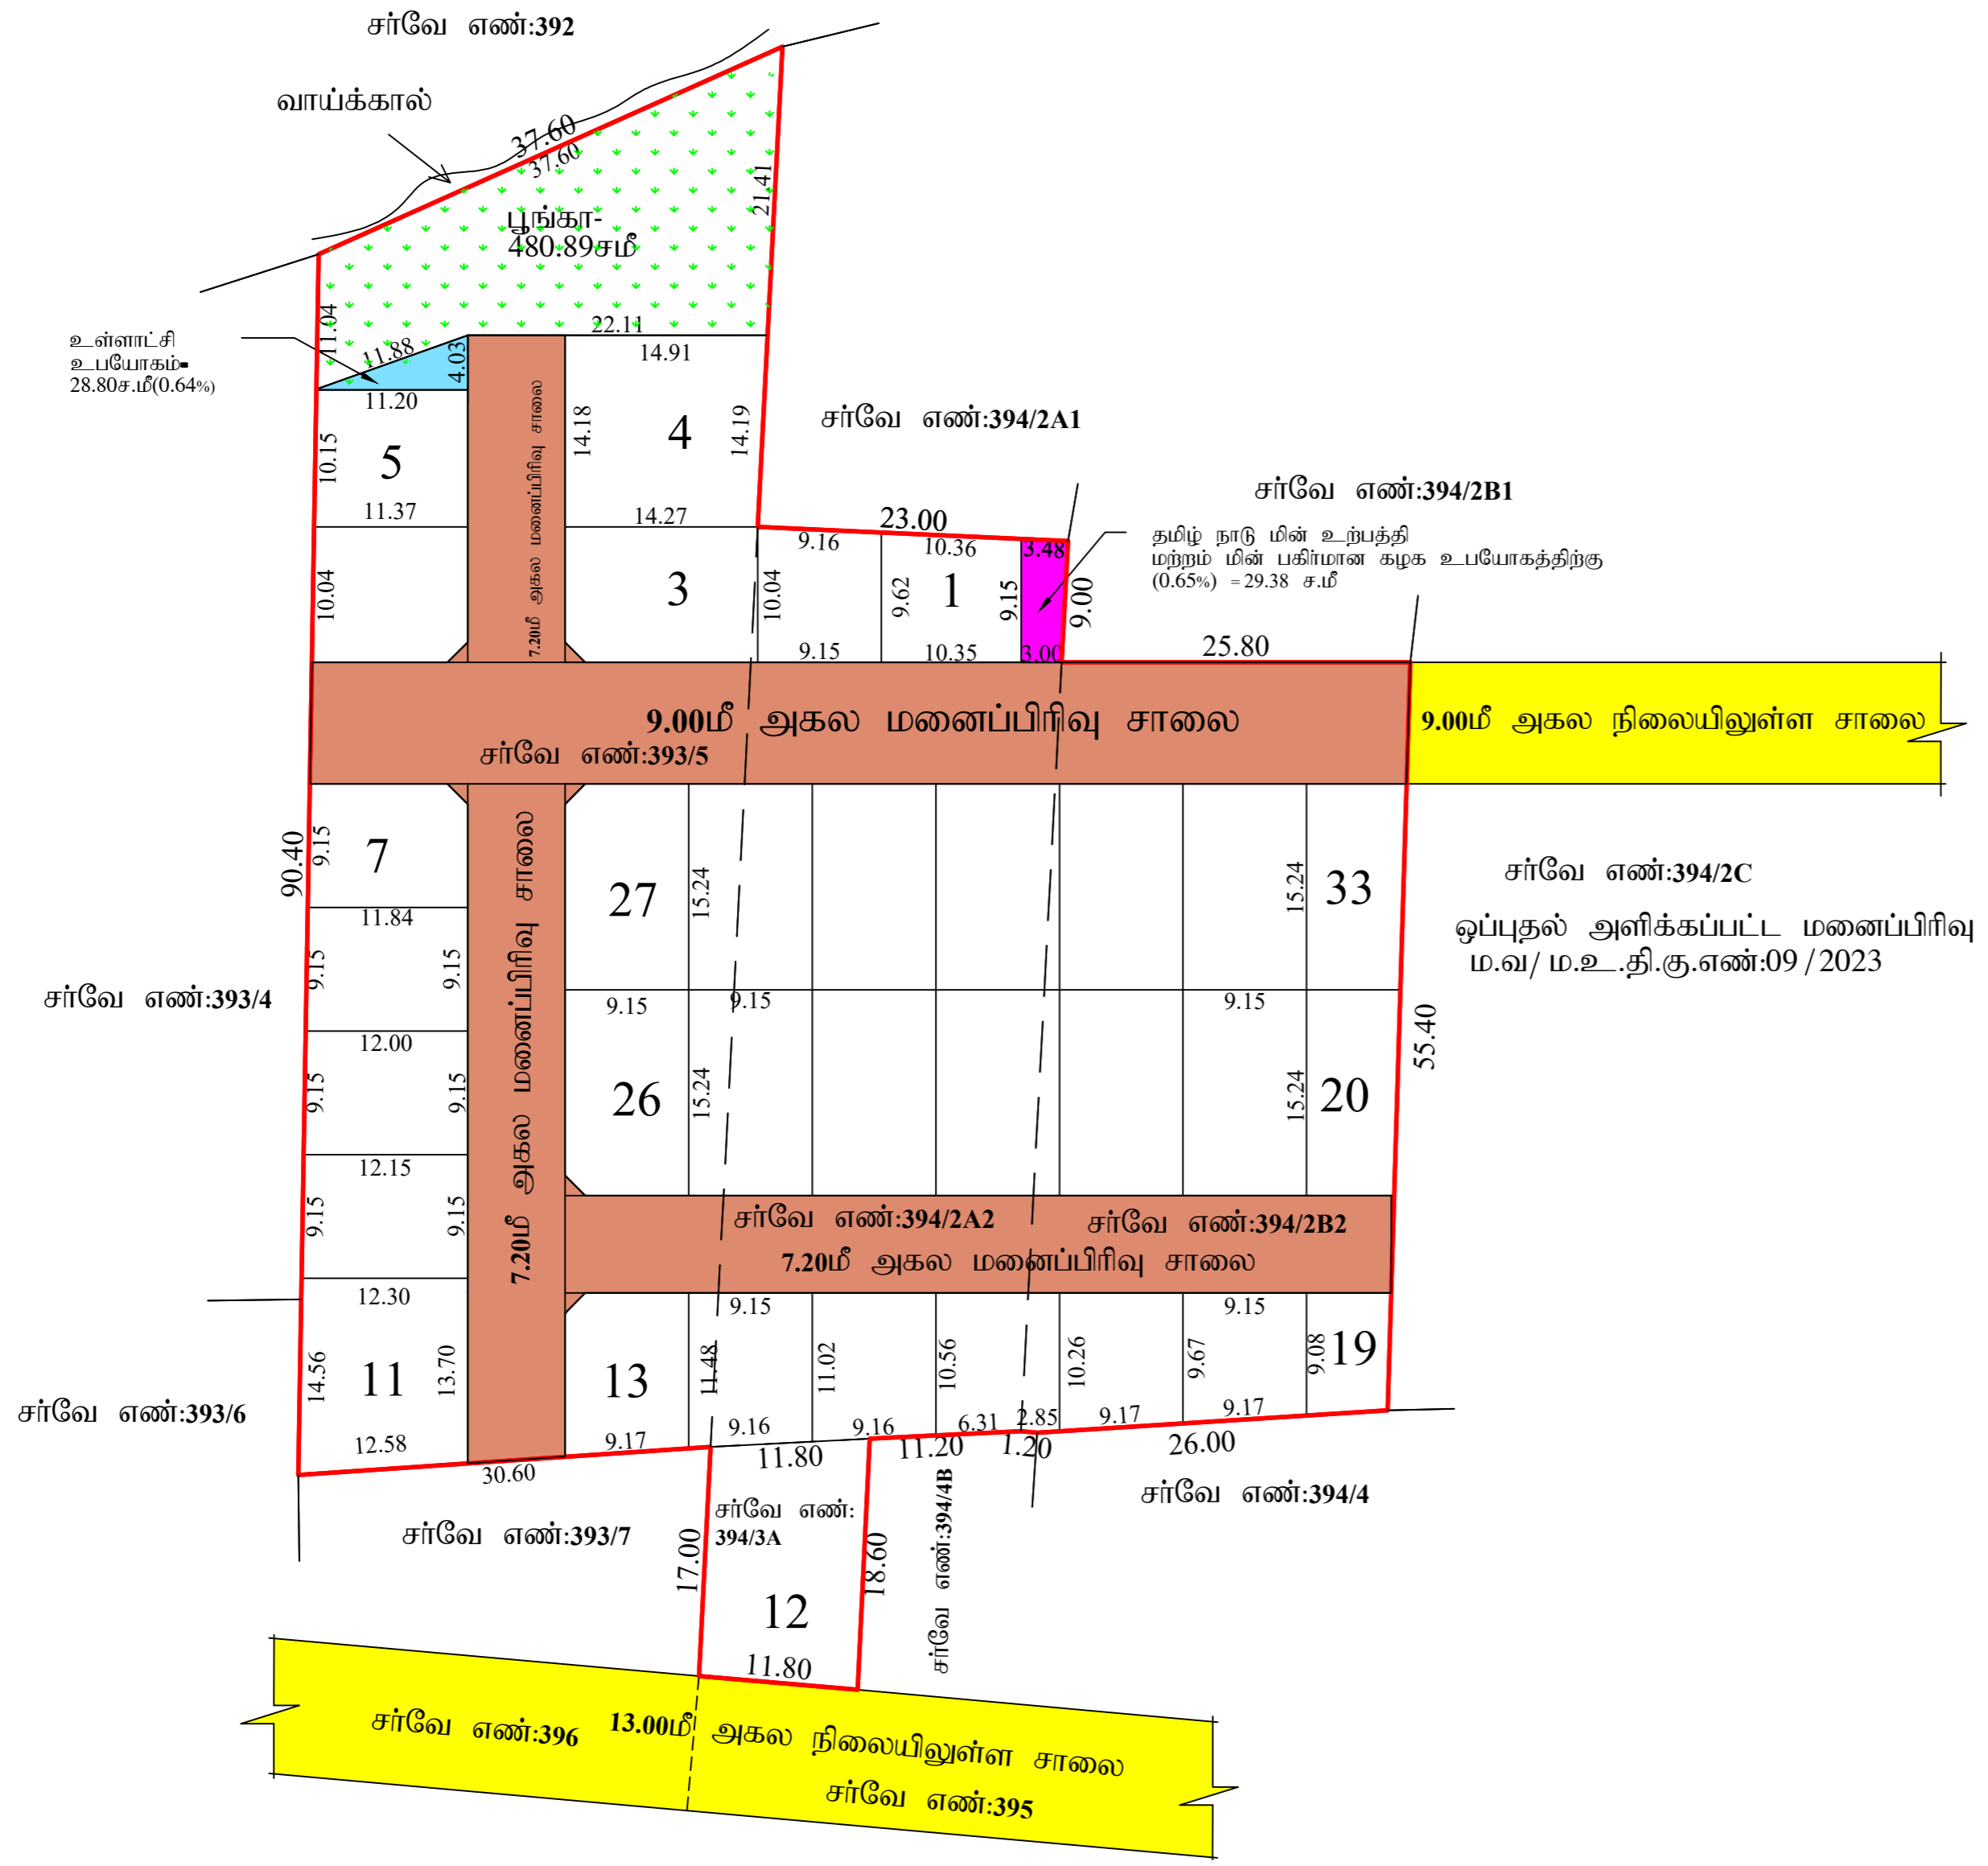 சர்வே எண்:392
வாய்க்கால்
37.60
37.60
21.41
பூங்கா-
480.89சமீ
11.04
உள்ளாட்சி
உபயோகம்-
28.80ச.மீ(0.64%)
11.88
4.03
22.11
14.91
11.20
7.20மீ அகல மனைப்பிரிவு சாலை
14.18
4
14.19
சர்வே எண்:394/2A1
10.15
5
11.37
14.27
23.00
சர்வே எண்:394/2B1
தமிழ் நாடு மின் உற்பத்தி
மற்றம் மின் பகிர்மான கழக உபயோகத்திற்கு
(0.65%) =29.38 ச.மீ
9.16
10.36
3.48
10.04
3
10.04
9.62
1
9.15
9.00
9.15
10.35
3.00
25.80
9.00மீ அகல மனைப்பிரிவு சாலை
9.00மீ அகல நிலையிலுள்ள சாலை
சர்வே எண்:393/5
90.40
9.15
7
11.84
7.20மீ அகல மனைப்பிரிவு சாலை
27
15.24
15.24
33
சர்வே எண்:394/2C
ஒப்புதல் அளிக்கப்பட்ட மனைப்பிரிவு
ம.வ/ ம.உ.தி.கு.எண்:09/2023
சர்வே எண்:393/4
9.15
9.15
9.15
9.15
9.15
55.40
12.00
9.15
9.15
26
15.24
15.24
20
12.15
9.15
9.15
சர்வே எண்:394/2A2
சர்வே எண்:394/2B2
7.20மீ அகல மனைப்பிரிவு சாலை
12.30
9.15
9.15
14.56
11
13.70
13
11.48
11.02
10.56
10.26
9.67
9.08
19
சர்வே எண்:393/6
12.58
9.17
9.16
9.16
6.31
2.85
9.17
9.17
30.60
11.80
11.20
1.20
26.00
சர்வே எண்:393/7
சர்வே எண்:
394/3A
சர்வே எண்:394/4B
சர்வே எண்:394/4
17.00
18.60
12
11.80
சர்வே எண்:396
13.00மீ அகல நிலையிலுள்ள சாலை
சர்வே எண்:395